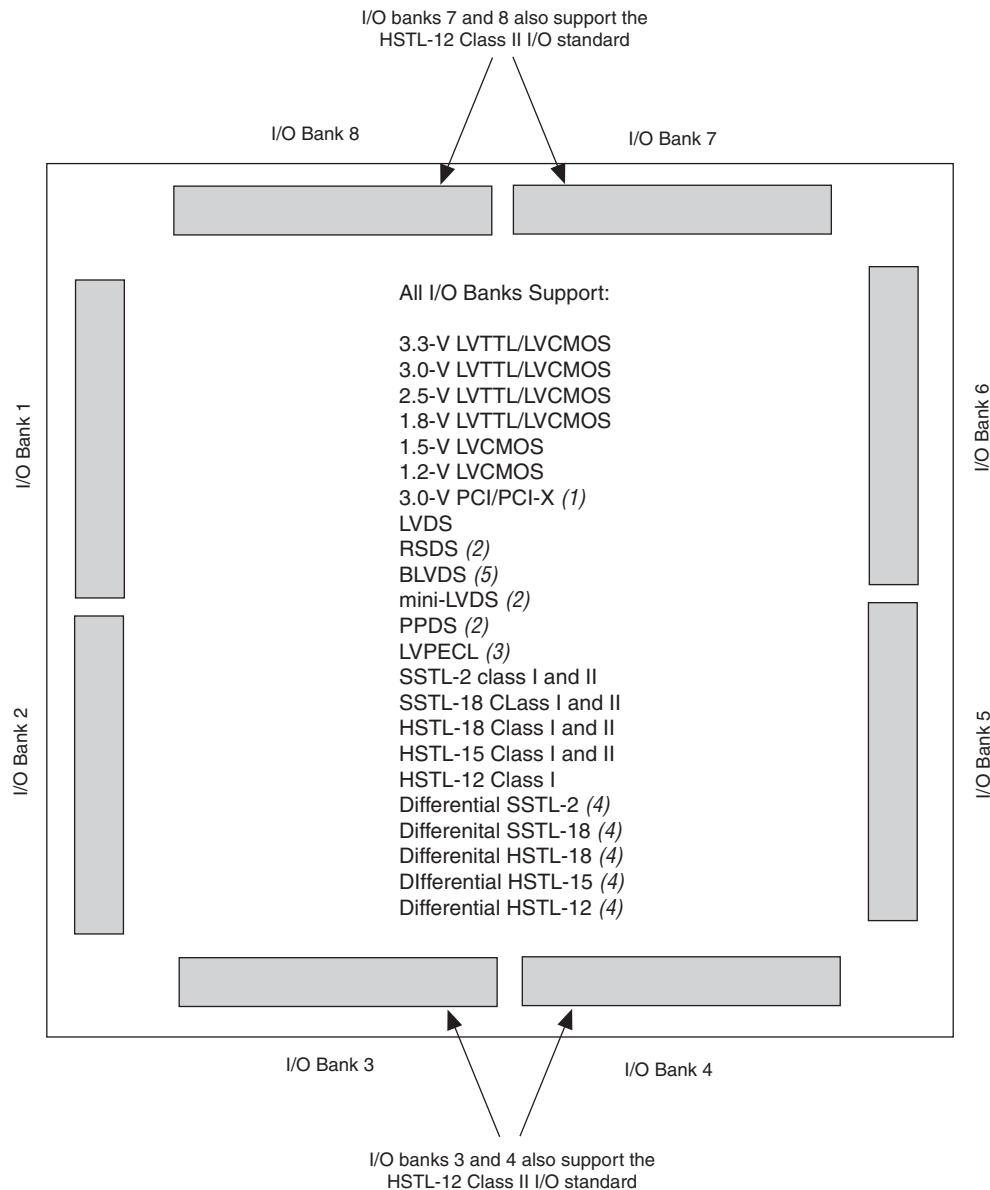 I/O banks 7 and 8 also support the
HSTL-12 Class II I/O standard
I/O Bank 8
I/O Bank 7
I/O Bank 1
I/O Bank 2
All I/O Banks Support:
3.3-V LVTTL/LVCMOS
3.0-V LVTTL/LVCMOS
2.5-V LVTTL/LVCMOS
1.8-V LVTTL/LVCMOS
1.5-V LVCMOS
1.2-V LVCMOS
3.0-V PCI/PCI-X (1)
LVDS
RSDS (2)
BLVDS (5)
mini-LVDS (2)
PPDS (2)
LVPECL (3)
SSTL-2 class I and II
SSTL-18 CLass I and II
HSTL-18 Class I and II
HSTL-15 Class I and II
HSTL-12 Class I
Differential SSTL-2 (4)
Differenital SSTL-18 (4)
Differenital HSTL-18 (4)
DIfferential HSTL-15 (4)
Differential HSTL-12 (4)
I/O Bank 6
I/O Bank 5
I/O Bank 3
I/O Bank 4
I/O banks 3 and 4 also support the
HSTL-12 Class II I/O standard